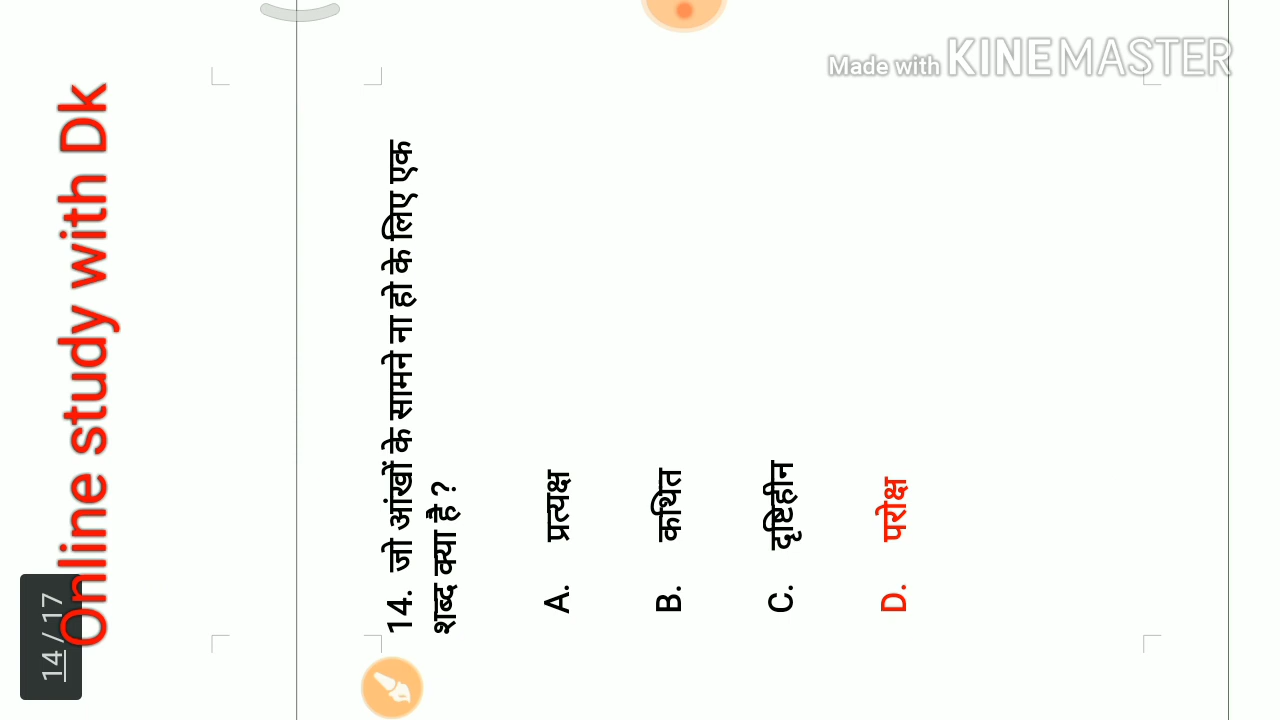 Online study with Dk
14 / 17
Made with KINEMASTER
14. जो आंखों के सामने ना हो के लिए एक
शब्द क्या है ?
A. प्रत्यक्ष
B. कथित
C. दृष्टिहीन
D. परोक्ष